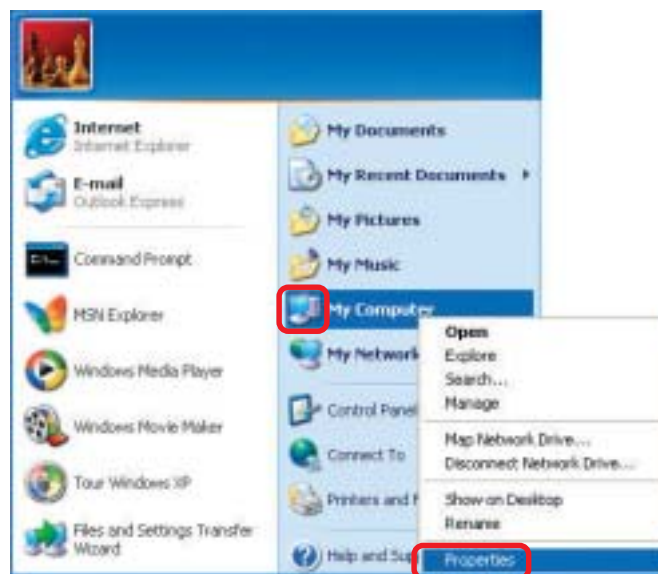 Internet
Internet Explorer
E-mail
Outlook Express
Command Prompt
MSN Explorer
Windows Media Player
Windows Movie Maker
Tour Windows XP
Files and Settings Transfer
Wizard
My Documents
My Recent Documents
My Pictures
My Music
My Computer
My Network
Control Panel
Connect To
Printers and F
Help and Sup
Open
Explore
Search...
Manage
Map Network Drive...
Disconnect Network Drive...
Show on Desktop
Rename
Properties